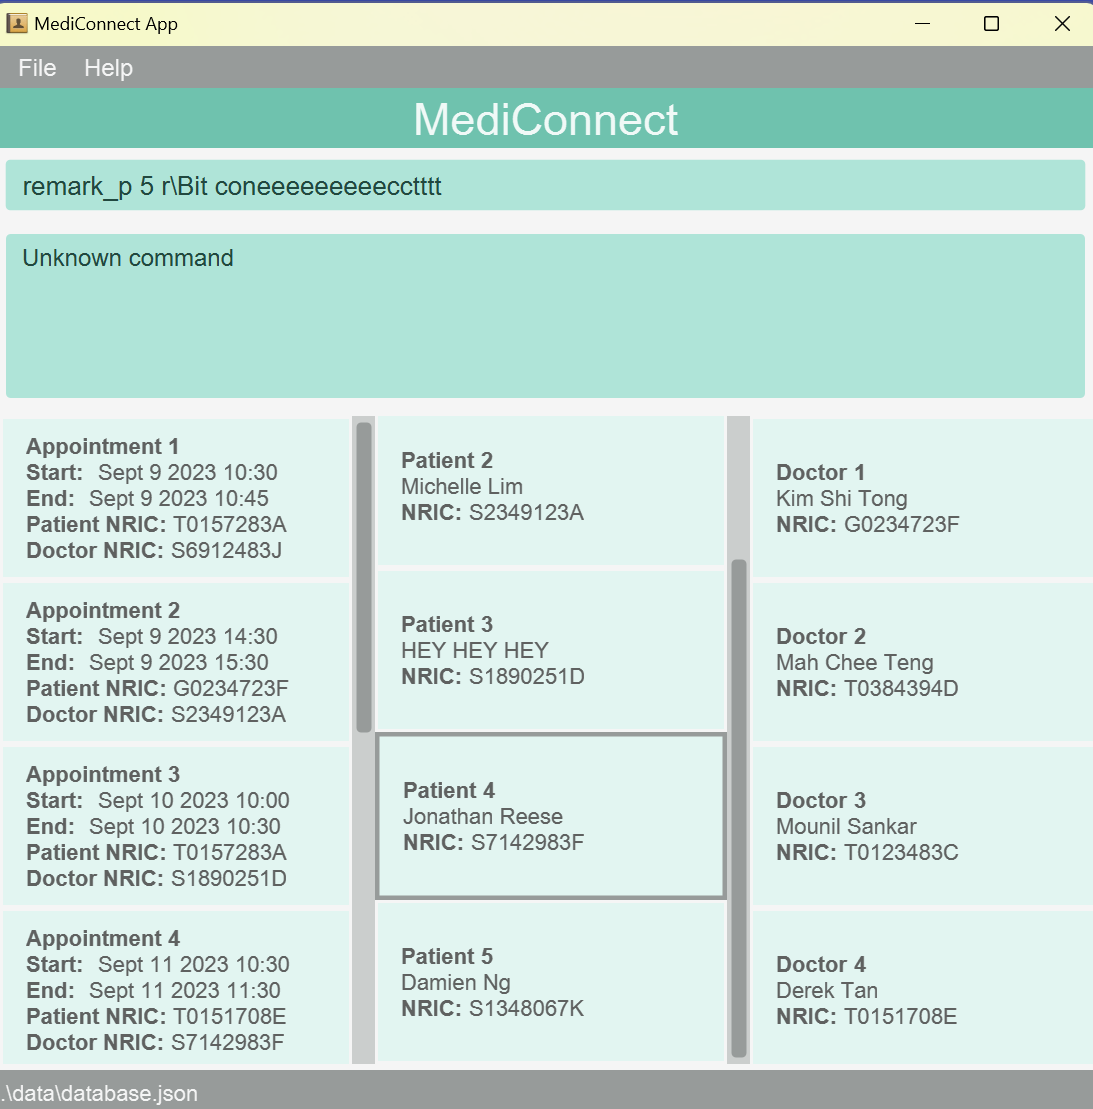 MediConnect App
File Help
MediConnect
remark_p 5 r\Bit coneeeeeeeeecctttt
Unknown command
Appointment 1
Start: Sept 9 2023 10:30
End: Sept 9 2023 10:45
Patient NRIC: T0157283A
Doctor NRIC: S6912483J
Appointment 2
Start: Sept 9 2023 14:30
End: Sept 9 2023 15:30
Patient NRIC: G0234723F
Doctor NRIC: S2349123A
Appointment 3
Start: Sept 10 2023 10:00
End: Sept 10 2023 10:30
Patient NRIC: T0157283A
Doctor NRIC: S1890251D
Appointment 4
Start: Sept 11 2023 10:30
End: Sept 11 2023 11:30
Patient NRIC: T0151708E
Doctor NRIC: S7142983F
Patient 2
Michelle Lim
NRIC: S2349123A
Patient 3
HEY HEY HEY
NRIC: S1890251D
Patient 4
Jonathan Reese
NRIC: S7142983F
Patient 5
Damien Ng
NRIC: S1348067K
Doctor 1
Kim Shi Tong
NRIC: G0234723F
Doctor 2
Mah Chee Teng
NRIC: T0384394D
Doctor 3
Mounil Sankar
NRIC: T0123483C
Doctor 4
Derek Tan
NRIC: T0151708E
.\data\database.json